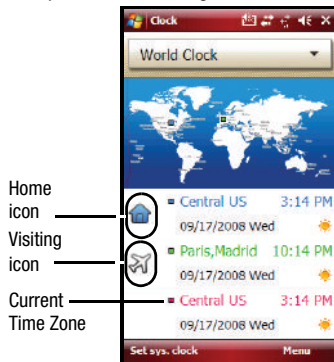 Clock
World Clock
Home
icon
Central US 3:14 PM
09/17/2008 Wed
Visiting
icon
Paris,Madrid 10:14 PM
09/17/2008 Wed
Current
Time Zone
Central US 3:14 PM
09/17/2008 Wed
Set sys. clock Menu